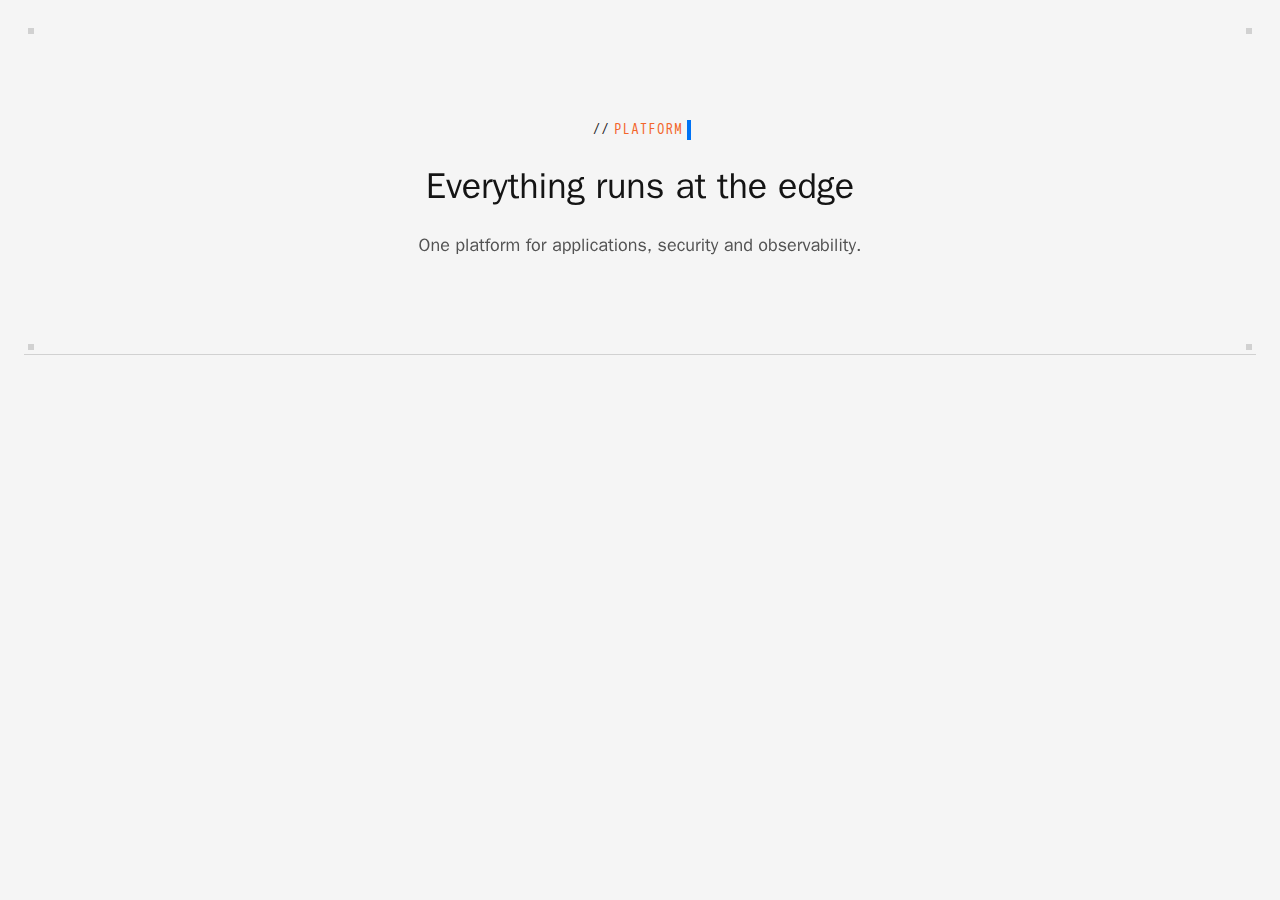 // PLATFORM
Everything runs at the edge
One platform for applications, security and observability.